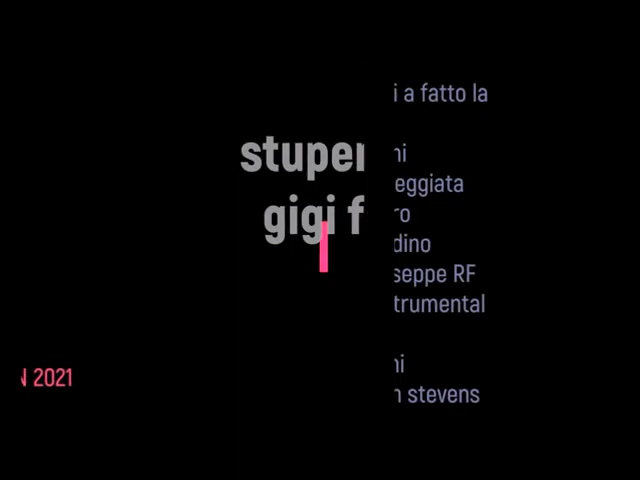 i a fatto la
stuper
ni
eggiata
gigi f
ro
dino
seppe RF
trumental
ni
N 2021
n stevens